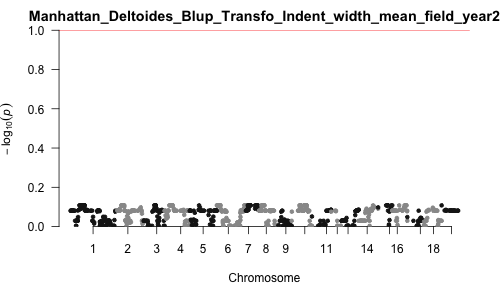 Manhattan_Deltoides_Blup_Transfo_Indent_width_mean_field_year2
1.0
0.8
0.6
0.4
0.2
0.0
− log10(p)
1 2 3 4 5 6 7 8 9 11 14 16 18
Chromosome